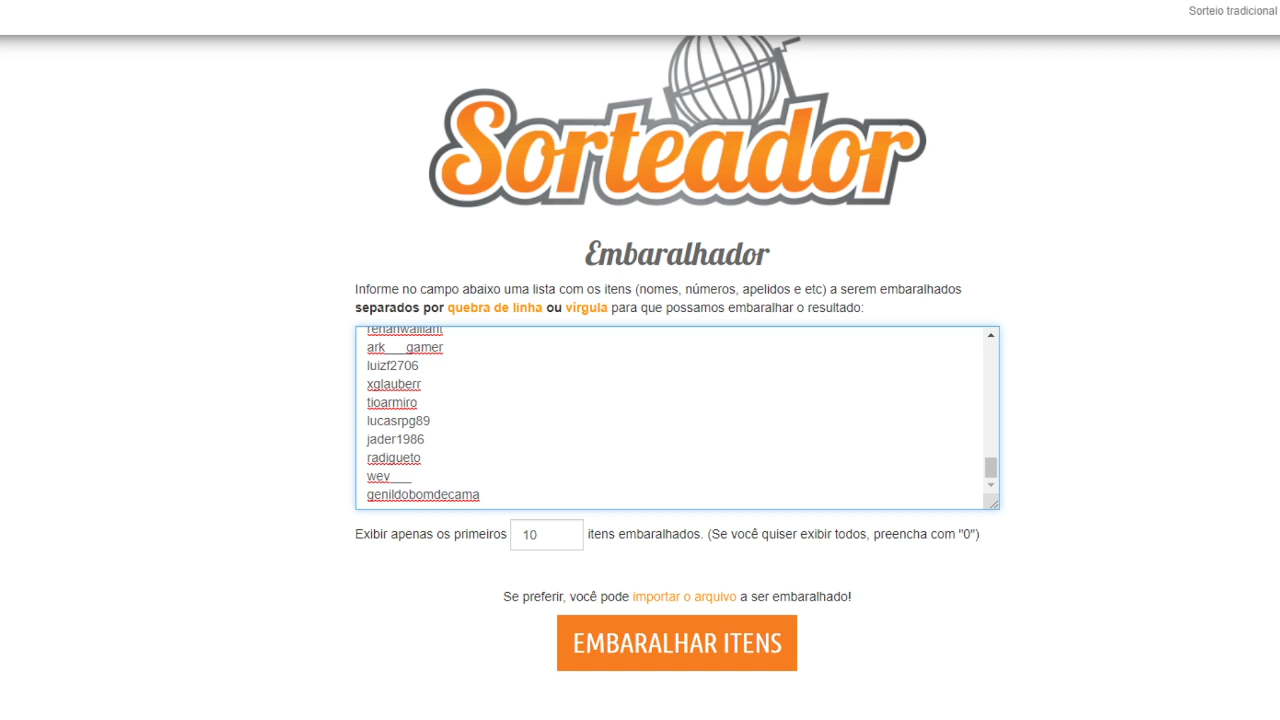 Sorteio tradicional
Sorteador
Embaralhador
Informe no campo abaixo uma lista com os itens (nomes, números, apelidos e etc) a serem embaralhados
separados por quebra de linha ou vírgula para que possamos embaralhar o resultado:
ark___gamer
luizf2706
xglauberr
tioarmiro
lucasrpg89
jader1986
radigueto
wev___
genildobomdecama
Exibir apenas os primeiros 10 itens embaralhados. (Se você quiser exibir todos, preencha com "0")
Se preferir, você pode importar o arquivo a ser embaralhado!
EMBARALHAR ITENS